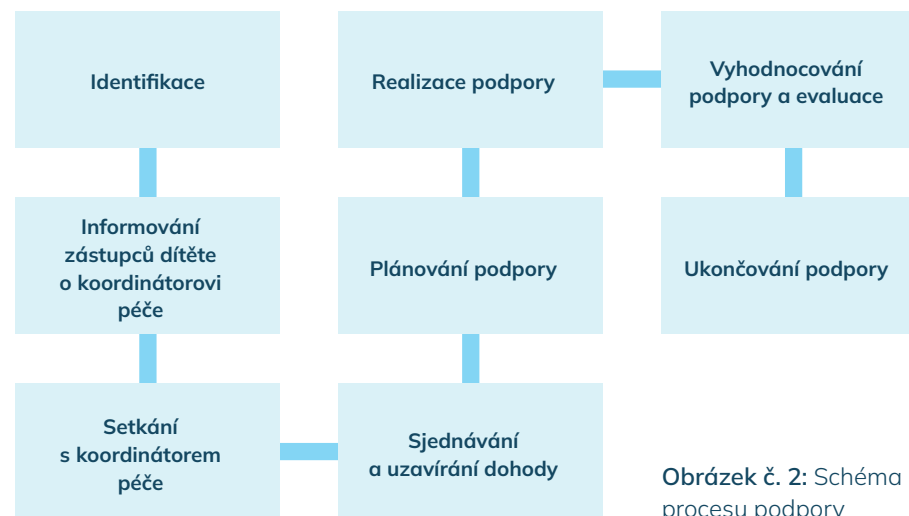 Identifikace
Informování
zástupců dítěte
o koordinátorovi
péče
Setkání
s koordinátorem
péče
Sjednávání
a uzavírání dohody
Plánování podpory
Realizace podpory
Vyhodnocování
podpory a evaluace
Ukončování podpory
Obrázek č. 2: Schéma
procesu podpory